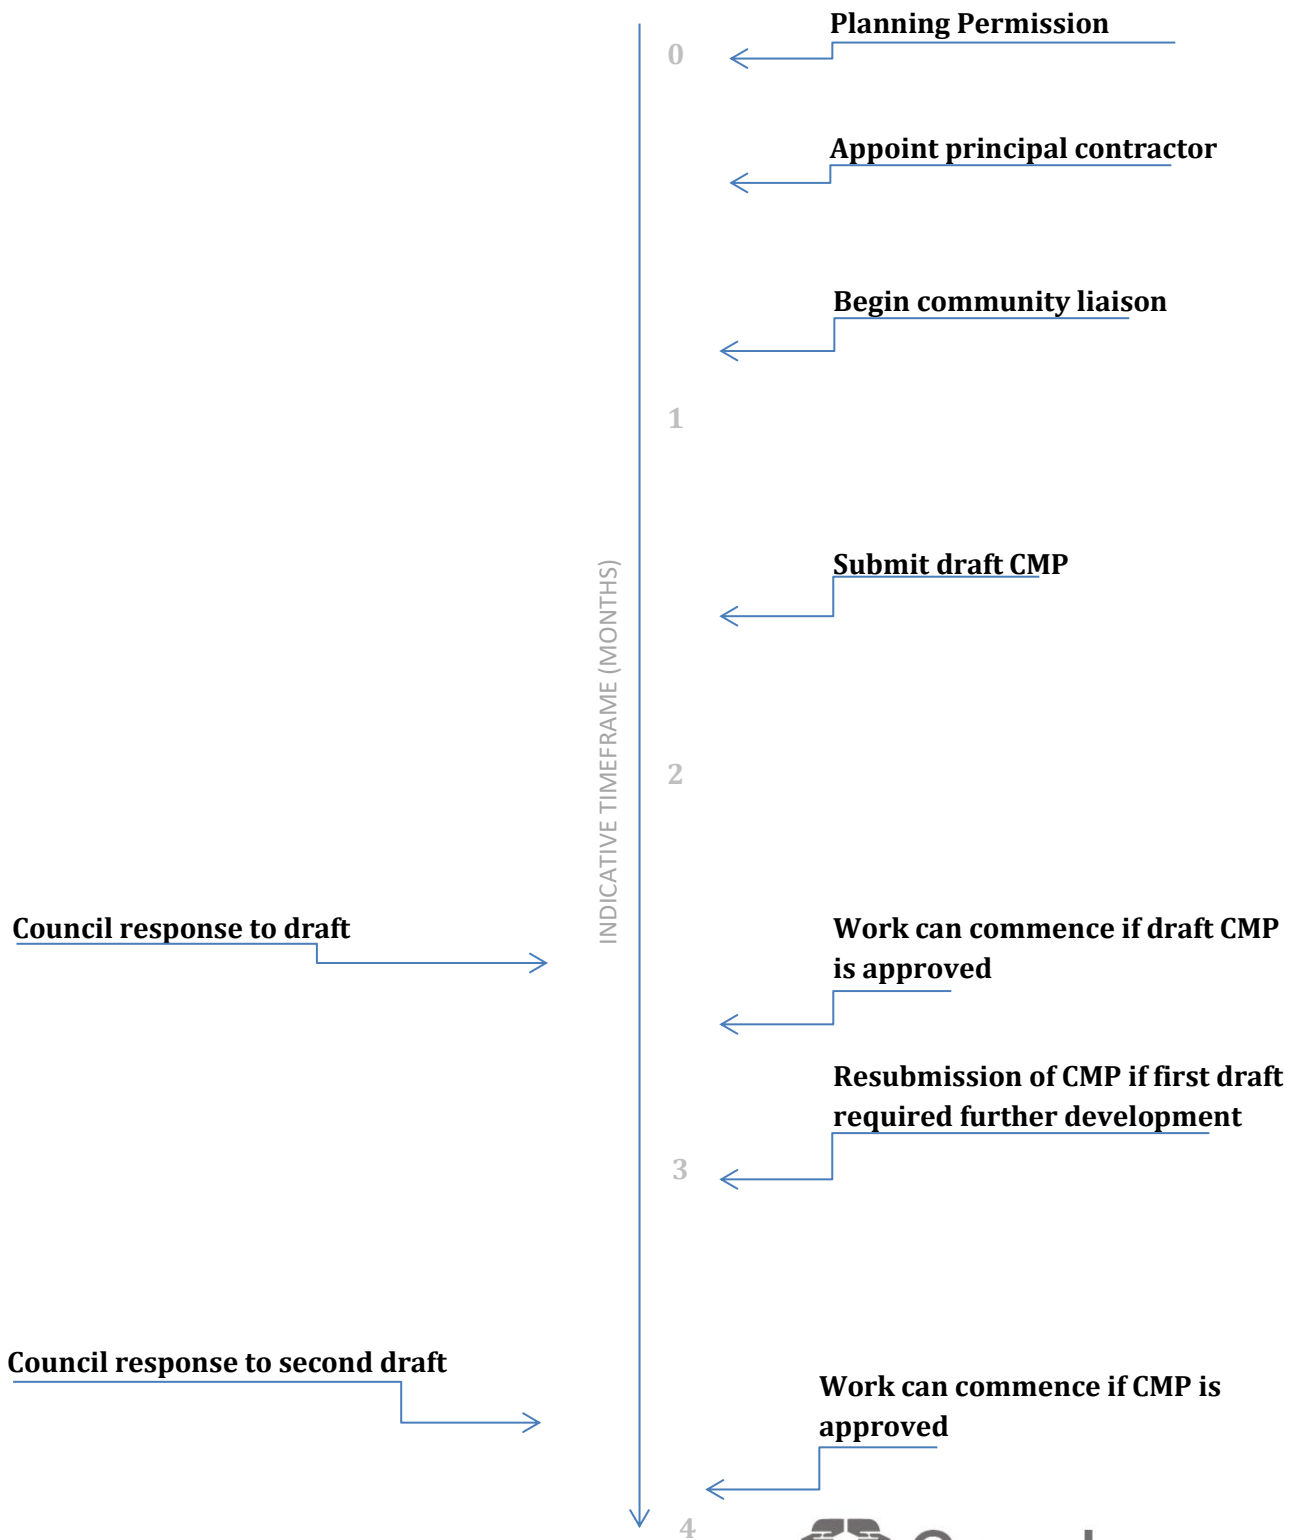 Planning Permission
0
Appoint principal contractor
Begin community liaison
1
Submit draft CMP
INDICATIVE TIMEFRAME (MONTHS)
2
Council response to draft
Work can commence if draft CMP
is approved
Resubmission of CMP if first draft
required further development
3
Council response to second draft
Work can commence if CMP is
approved
4